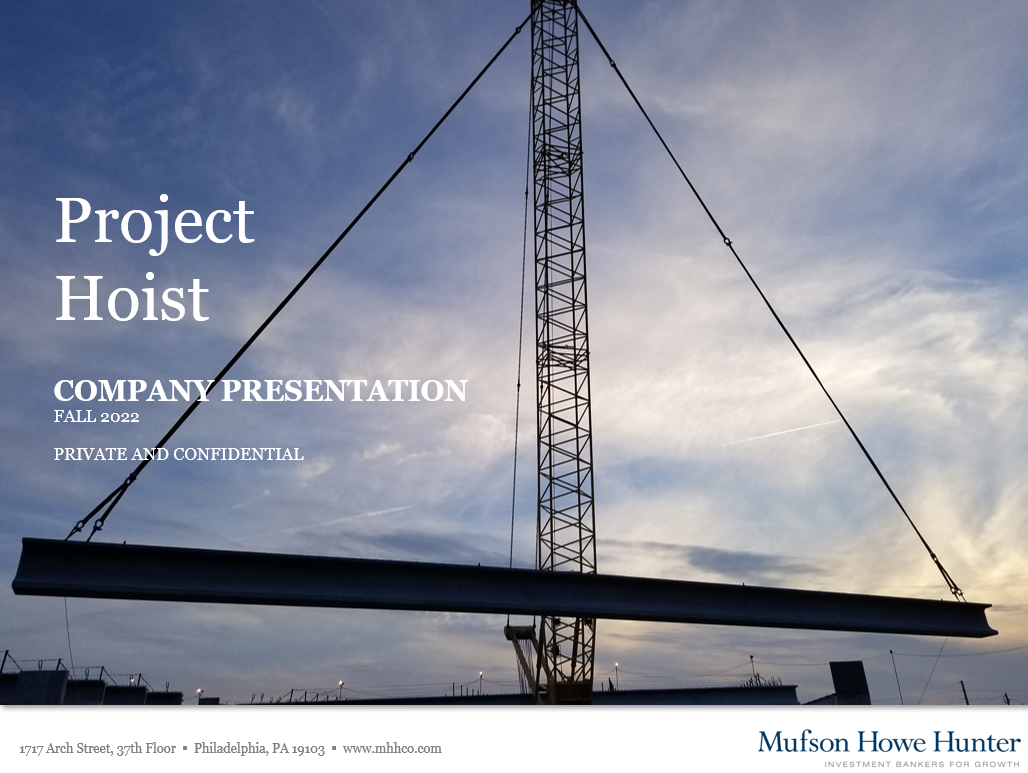 Project
Hoist
COMPANY PRESENTATION
FALL 2022
PRIVATE AND CONFIDENTIAL
1717 Arch Street, 37th Floor ▪ Philadelphia, PA 19103 ▪ www.mhhco.com
Mufson Howe Hunter
INVESTMENT BANKERS FOR GROWTH